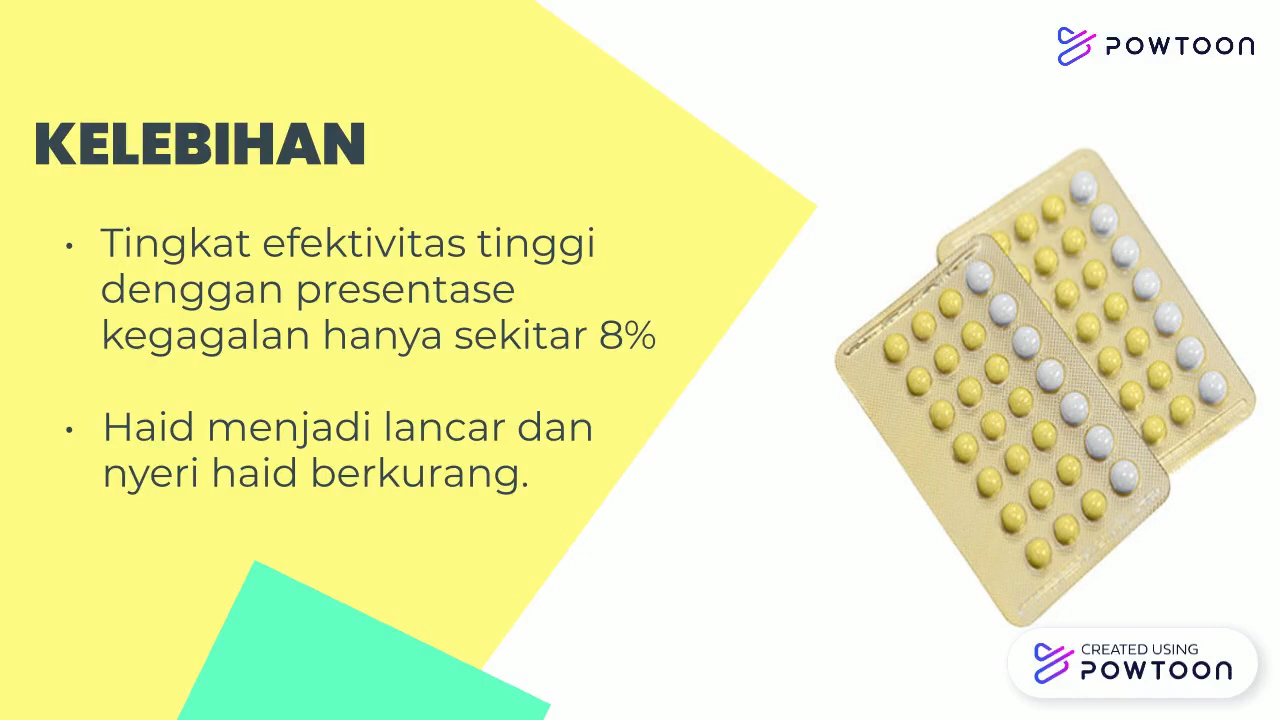 POWTOON
KELEBIHAN
• Tingkat efektivitas tinggi
denggan presentase
kegagalan hanya sekitar 8%
• Haid menjadi lancar dan
nyeri haid berkurang.
CREATED USING
POWTOON